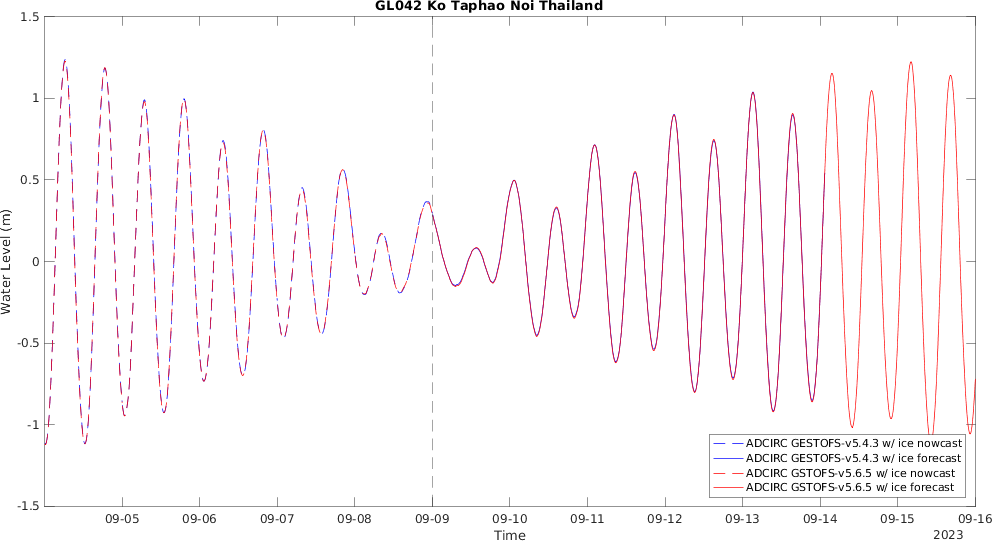 GL042 Ko Taphao Noi Thailand
1.5
1
0.5
0
-0.5
-1
-1.5
Water Level (m)
ADCIRC GESTOFS-v5.4.3 w/ ice nowcast
ADCIRC GESTOFS-v5.4.3 w/ ice forecast
ADCIRC GSTOFS-v5.6.5 w/ ice nowcast
ADCIRC GSTOFS-v5.6.5 w/ ice forecast
09-05 09-06 09-07 09-08 09-09 09-10 09-11 09-12 09-13 09-14 09-15 09-16
Time
2023